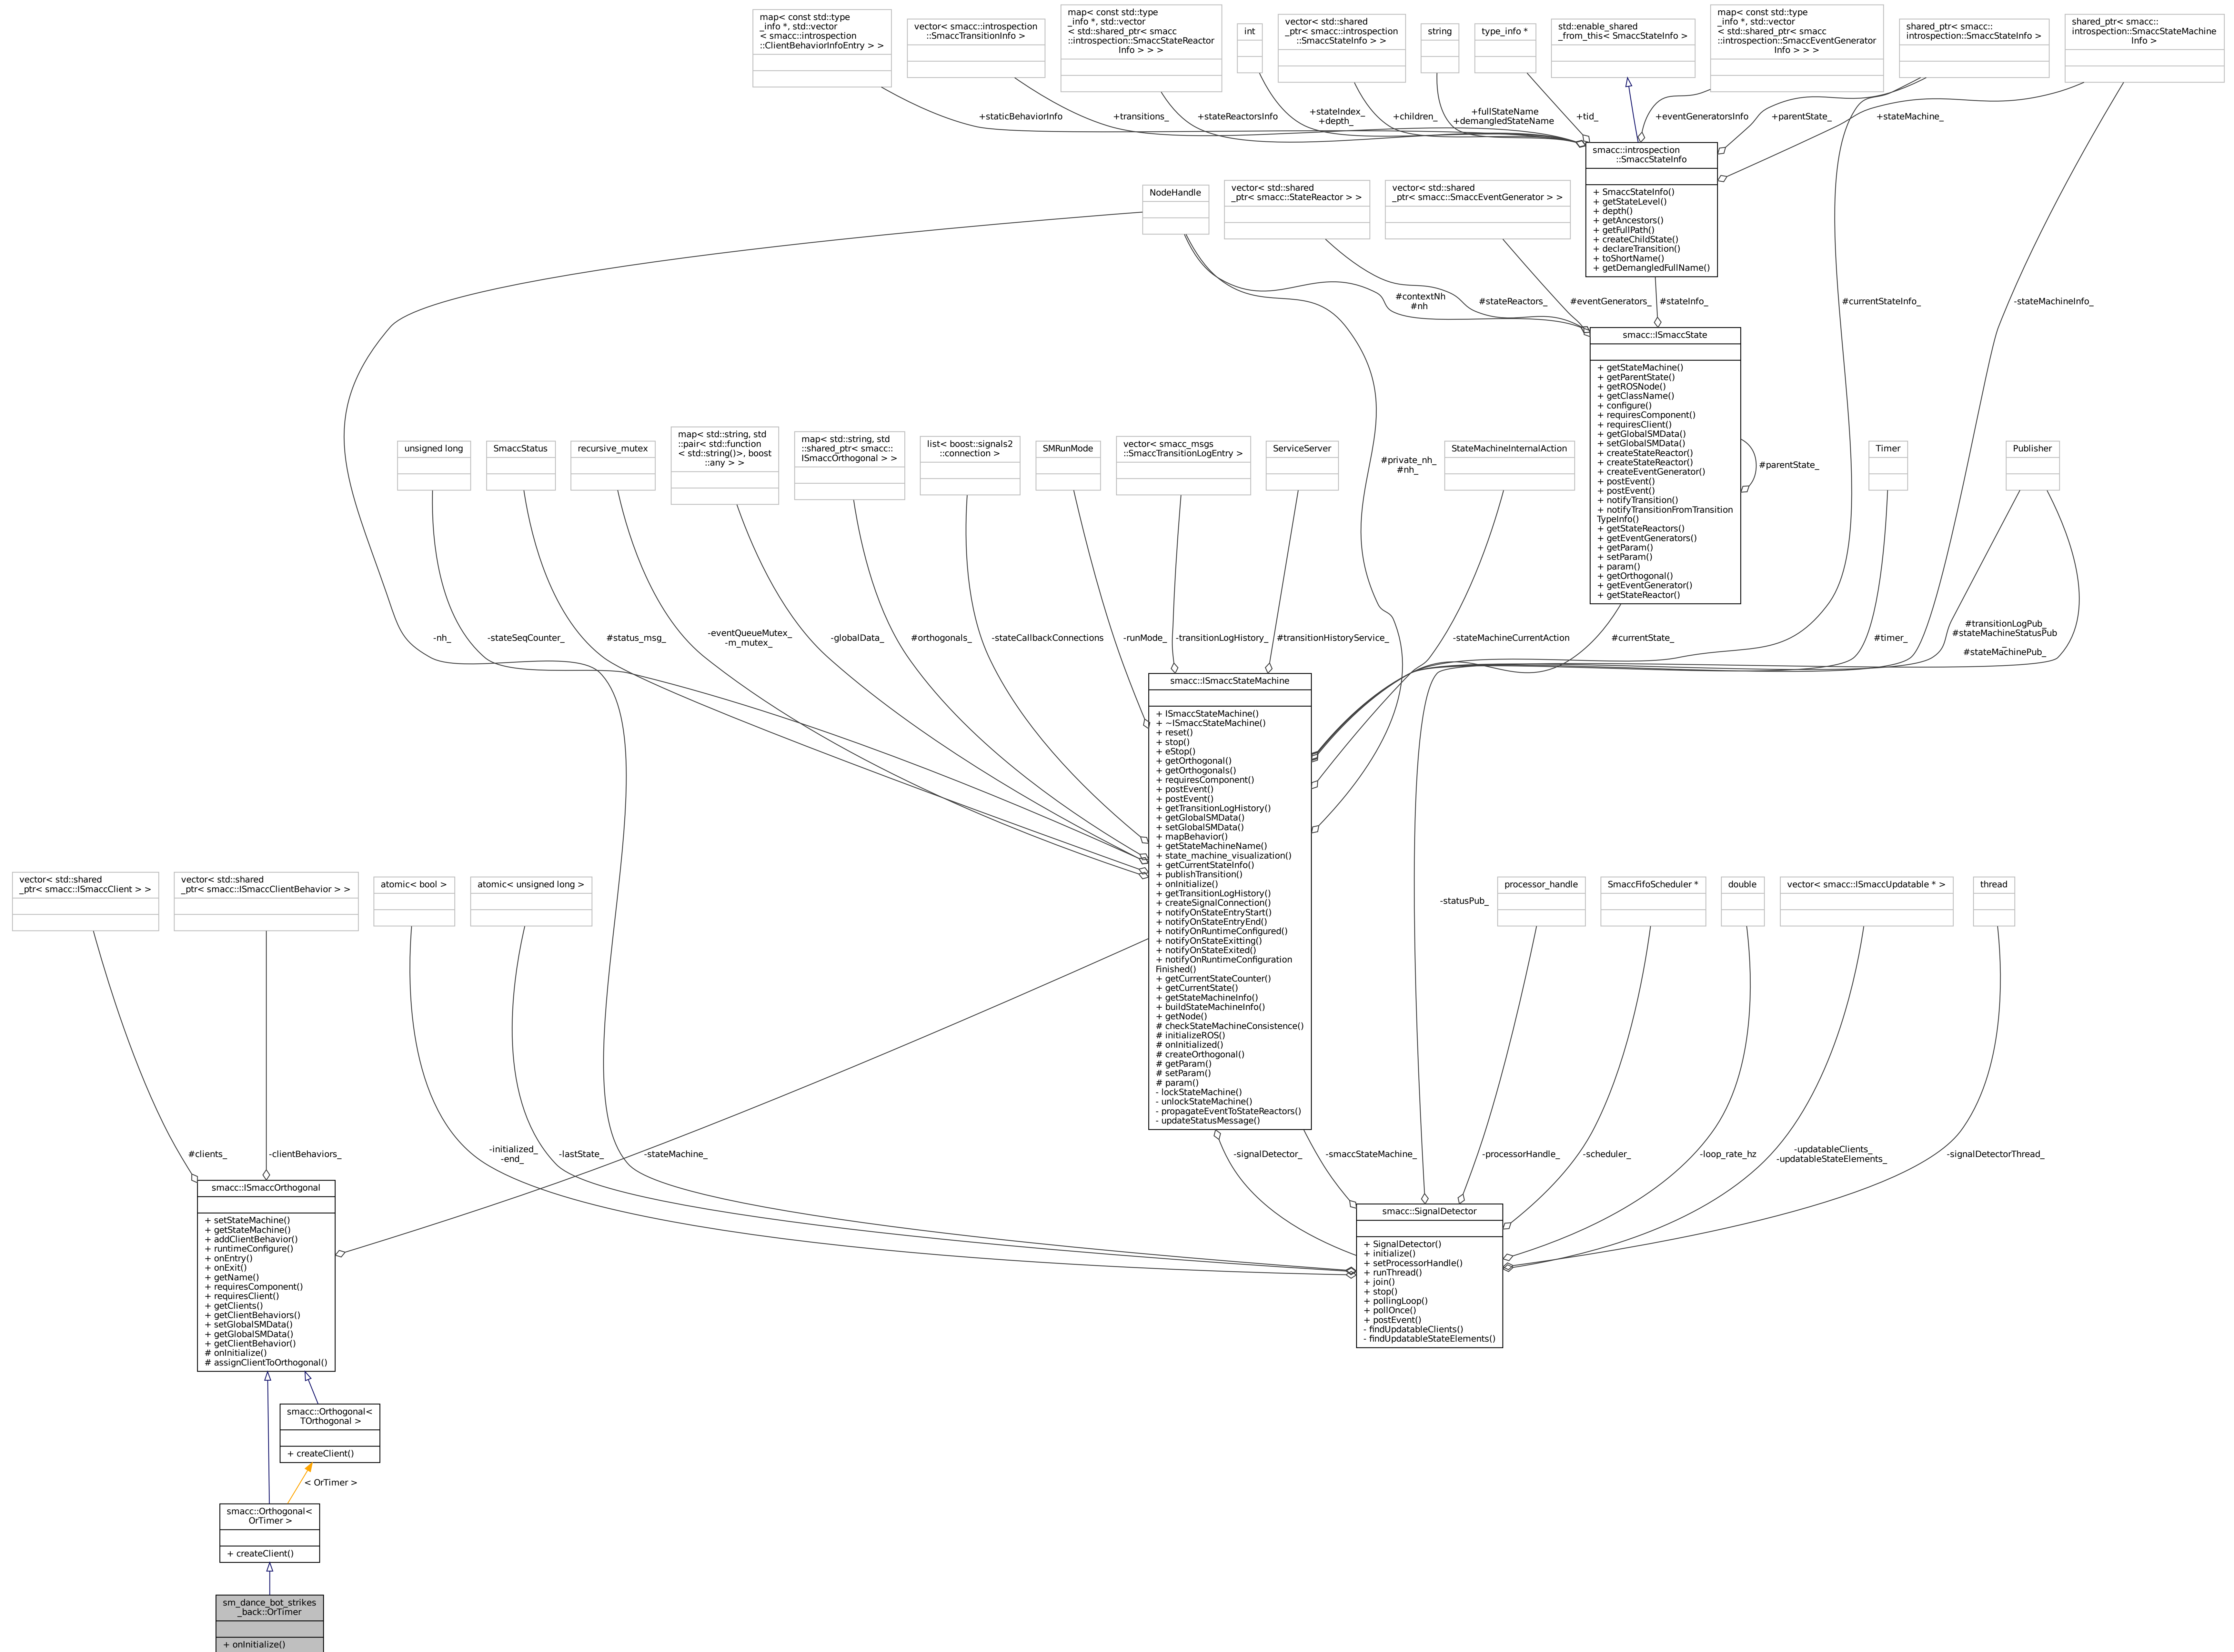 map< const std::type
_info *, std::vector
< smacc::introspection
::ClientBehaviorInfoEntry > >
vector< smacc::introspection
::SmaccTransitionInfo >
map< const std::type
_info *, std::vector
< std::shared_ptr< smacc
::introspection::SmaccStateReactor
Info > > >
int
vector< std::shared
_ptr< smacc::introspection
::SmaccStateInfo > >
string
type_info *
std::enable_shared
_from_this< SmaccStateInfo >
map< const std::type
_info *, std::vector
< std::shared_ptr< smacc
::introspection::SmaccEventGenerator
Info > > >
shared_ptr< smacc::
introspection::SmaccStateInfo >
shared_ptr< smacc::
introspection::SmaccStateMachine
Info >
+staticBehaviorInfo
+transitions_
+stateReactorsInfo
+stateIndex_
+depth_
+children_
+fullStateName
+demangledStateName
+tid_
+eventGeneratorsInfo
+parentState_
+stateMachine_
smacc::introspection
::SmaccStateInfo
+ SmaccStateInfo()
+ getStateLevel()
+ depth()
+ getAncestors()
+ getFullPath()
+ createChildState()
+ declareTransition()
+ toShortName()
+ getDemangledFullName()
NodeHandle
vector< std::shared
_ptr< smacc::StateReactor > >
vector< std::shared
_ptr< smacc::SmaccEventGenerator > >
#contextNh
#nh
#stateReactors_
#eventGenerators_
#stateInfo_
#currentStateInfo_
-stateMachineInfo_
smacc::ISmaccState
+ getStateMachine()
+ getParentState()
+ getROSNode()
+ getClassName()
+ configure()
+ requiresComponent()
+ requiresClient()
+ getGlobalSMData()
+ setGlobalSMData()
+ createStateReactor()
+ createStateReactor()
+ createEventGenerator()
+ postEvent()
+ postEvent()
+ notifyTransition()
+ notifyTransitionFromTransition
TypeInfo()
+ getStateReactors()
+ getEventGenerators()
+ getParam()
+ setParam()
+ param()
+ getOrthogonal()
+ getEventGenerator()
+ getStateReactor()
#parentState_
unsigned long
SmaccStatus
recursive_mutex
map< std::string, std
::pair< std::function
< std::string()>, boost
::any > >
map< std::string, std
::shared_ptr< smacc::
ISmaccOrthogonal > >
list< boost::signals2
::connection >
SMRunMode
vector< smacc_msgs
::SmaccTransitionLogEntry >
ServiceServer
#private_nh_
#nh_
StateMachineInternalAction
Timer
Publisher
-nh_
-stateSeqCounter_
#status_msg_
-eventQueueMutex_
-m_mutex_
-globalData_
#orthogonals_
-stateCallbackConnections
-runMode_
-transitionLogHistory_
#transitionHistoryService_
-stateMachineCurrentAction
#currentState_
#timer_
#transitionLogPub_
#stateMachineStatusPub
_
#stateMachinePub_
smacc::ISmaccStateMachine
+ ISmaccStateMachine()
+ ~ISmaccStateMachine()
+ reset()
+ stop()
+ eStop()
+ getOrthogonal()
+ getOrthogonals()
+ requiresComponent()
+ postEvent()
+ postEvent()
+ getTransitionLogHistory()
+ getGlobalSMData()
+ setGlobalSMData()
+ mapBehavior()
+ getStateMachineName()
+ state_machine_visualization()
+ getCurrentStateInfo()
+ publishTransition()
+ onInitialize()
+ getTransitionLogHistory()
+ createSignalConnection()
+ notifyOnStateEntryStart()
+ notifyOnStateEntryEnd()
+ notifyOnRuntimeConfigured()
+ notifyOnStateExitting()
+ notifyOnStateExited()
+ notifyOnRuntimeConfiguration
Finished()
+ getCurrentStateCounter()
+ getCurrentState()
+ getStateMachineInfo()
+ buildStateMachineInfo()
+ getNode()
# checkStateMachineConsistence()
# initializeROS()
# onInitialized()
# createOrthogonal()
# getParam()
# setParam()
# param()
- lockStateMachine()
- unlockStateMachine()
- propagateEventToStateReactors()
- updateStatusMessage()
vector< std::shared
_ptr< smacc::ISmaccClient > >
vector< std::shared
_ptr< smacc::ISmaccClientBehavior > >
atomic< bool >
atomic< unsigned long >
-statusPub_
processor_handle
SmaccFifoScheduler *
double
vector< smacc::ISmaccUpdatable * >
thread
#clients_
-clientBehaviors_
-initialized_
-end_
-lastState_
-stateMachine_
-signalDetector_
-smaccStateMachine_
-processorHandle_
-scheduler_
-loop_rate_hz
-updatableClients_
-updatableStateElements_
-signalDetectorThread_
smacc::ISmaccOrthogonal
+ setStateMachine()
+ getStateMachine()
+ addClientBehavior()
+ runtimeConfigure()
+ onEntry()
+ onExit()
+ getName()
+ requiresComponent()
+ requiresClient()
+ getClients()
+ getClientBehaviors()
+ setGlobalSMData()
+ getGlobalSMData()
+ getClientBehavior()
# onInitialize()
# assignClientToOrthogonal()
smacc::SignalDetector
+ SignalDetector()
+ initialize()
+ setProcessorHandle()
+ runThread()
+ join()
+ stop()
+ pollingLoop()
+ pollOnce()
+ postEvent()
- findUpdatableClients()
- findUpdatableStateElements()
smacc::Orthogonal<
TOrthogonal >
+ createClient()
< OrTimer >
smacc::Orthogonal<
OrTimer >
+ createClient()
sm_dance_bot_strikes
_back::OrTimer
+ onInitialize()